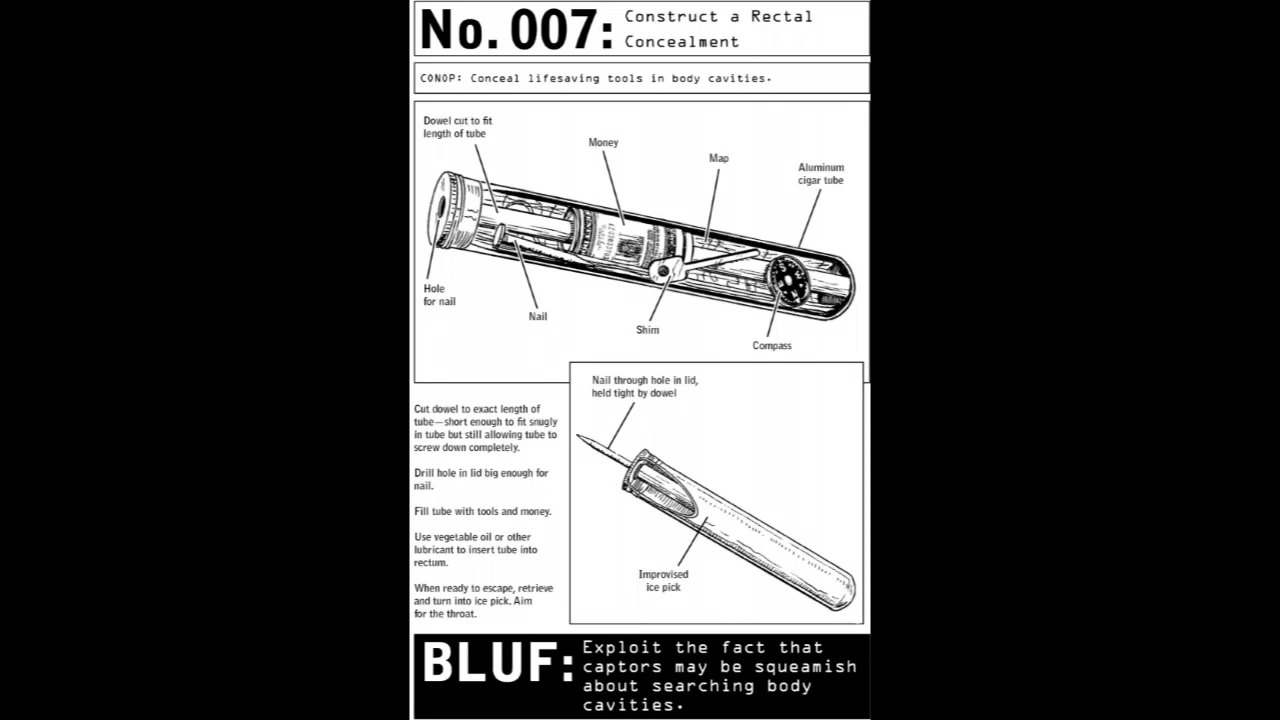 No. 007:
Construct a Rectal
Concealment
CONOP: Conceal lifesaving tools in body cavities.
Dowel cut to fit
length of tube
Money
Map
Aluminum
cigar tube
Hole
for nail
Nail
Shim
Compass
Nail through hole in lid,
held tight by dowel
Improvised
ice pick
Cut dowel to exact length of
tube—short enough to fit snugly
in tube but still allowing tube to
screw down completely.
Drill hole in lid big enough for
nail.
Fill tube with tools and money.
Use vegetable oil or other
lubricant to insert tube into
rectum.
When ready to escape, retrieve
and turn into ice pick. Aim
for the throat.
BLUF:
Exploit the fact that
captors may be squeamish
about searching body
cavities.